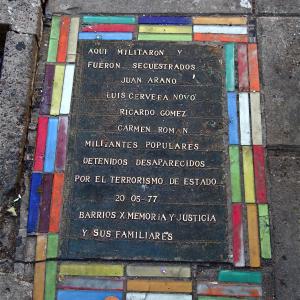 AQUI MILITARON Y
FUERON SECUESTRADOS
JUAN ARANO
LUIS CERVERA NOVO
RICARDO GOMEZ
CARMEN ROMAN
MILITANTES POPULARES
DETENIDOS DESAPARECIDOS
POR EL TERRORISMO DE ESTADO
20 05-77
BARRIOS X MEMORIA Y JUSTICIA
Y SUS FAMILIARES